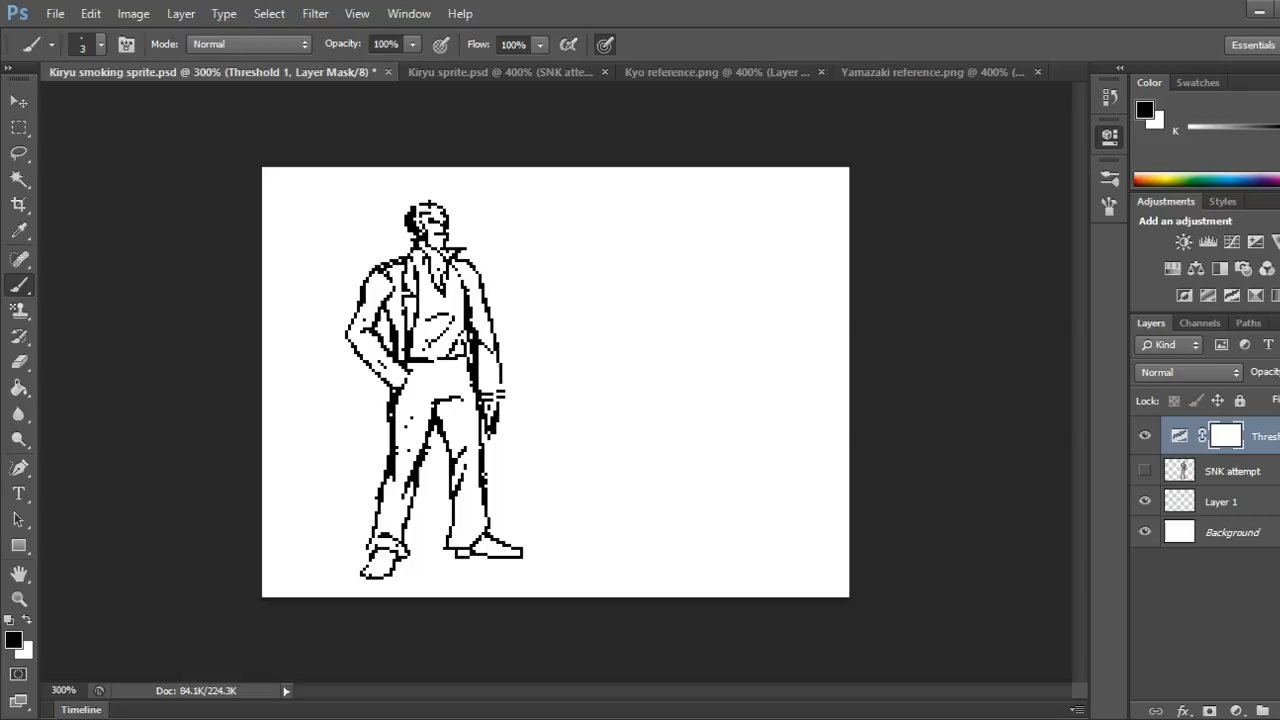 Ps File Edit Image Layer Type Select Filter View Window Help
3 Mode: Normal Opacity: 100% Flow: 100% Essentials
Kiryu smoking sprite.psd @ 300% (Threshold 1, Layer Mask/8) * × Kiryu sprite.psd @ 400% (SNK atte... × Kyo reference.png @ 400% (Layer ... × Yamazaki reference.png @ 400% (... ×
Color Swatches
K
Adjustments Styles
Add an adjustment
Layers Channels Paths
Kind
Normal Opacity
Lock: Fi
Thresh
SNK attempt
Layer 1
Background
300% Doc: 84.1K/224.3K
Timeline